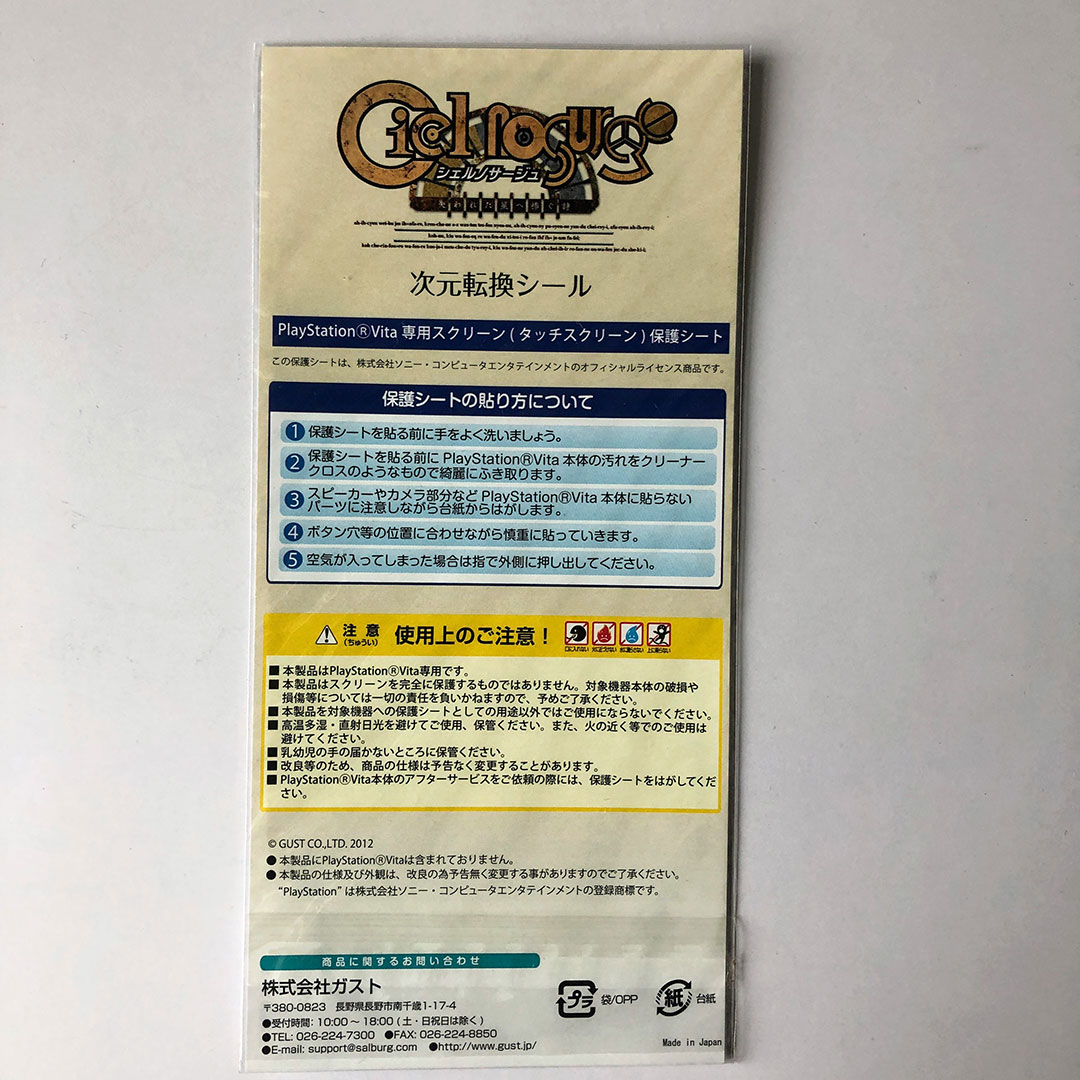 Ciel nosurge
シェルノサージュ
失われた星へ捧ぐ詩
次元転換シール
PlayStation®Vita 専用スクリーン ( タッチスクリーン ) 保護シート
この保護シートは、株式会社ソニー・コンピュータエンタテインメントのオフィシャルライセンス商品です。
保護シートの貼り方について
1 保護シートを貼る前に手をよく洗いましょう。
2 保護シートを貼る前に PlayStation®Vita 本体の汚れをクリーナー
クロスのようなもので綺麗にふき取ります。
3 スピーカーやカメラ部分など PlayStation®Vita 本体に貼らない
パーツに注意しながら台紙からはがします。
4 ボタン穴等の位置に合わせながら慎重に貼っていきます。
5 空気が入ってしまった場合は指で外側に押し出してください。
注 意
(ちゅうい)
使用上のご注意！
■ 本製品はPlayStation®Vita専用です。
■ 本製品はスクリーンを完全に保護するものではありません。対象機器本体の破損や
損傷等については一切の責任を負いかねますので、予めご了承ください。
■ 本製品を対象機器への保護シートとしての用途以外ではご使用にならないでください。
■ 高温多湿・直射日光を避けてご使用、保管ください。また、火の近く等でのご使用は
避けてください。
■ 乳幼児の手の届かないところに保管ください。
■ 改良等のため、商品の仕様は予告なく変更することがあります。
■ PlayStation®Vita本体のアフターサービスをご依頼の際には、保護シートをはがしてくだ
さい。
© GUST CO.,LTD. 2012
● 本製品にPlayStation®Vitaは含まれておりません。
● 本製品の仕様及び外観は、改良の為予告無く変更する事がありますのでご了承ください。
“PlayStation” は株式会社ソニー・コンピュータエンタテインメントの登録商標です。
商品に関するお問い合わせ
株式会社ガスト
〒380-0823 長野県長野市南千歳1-17-4
●受付時間：10:00 ～ 18:00 ( 土・日祝日は除く )
●TEL: 026-224-7300 ●FAX: 026-224-8850
●E-mail: support@salburg.com ●http://www.gust.jp/
プラ 袋/OPP
紙 台紙
Made in Japan